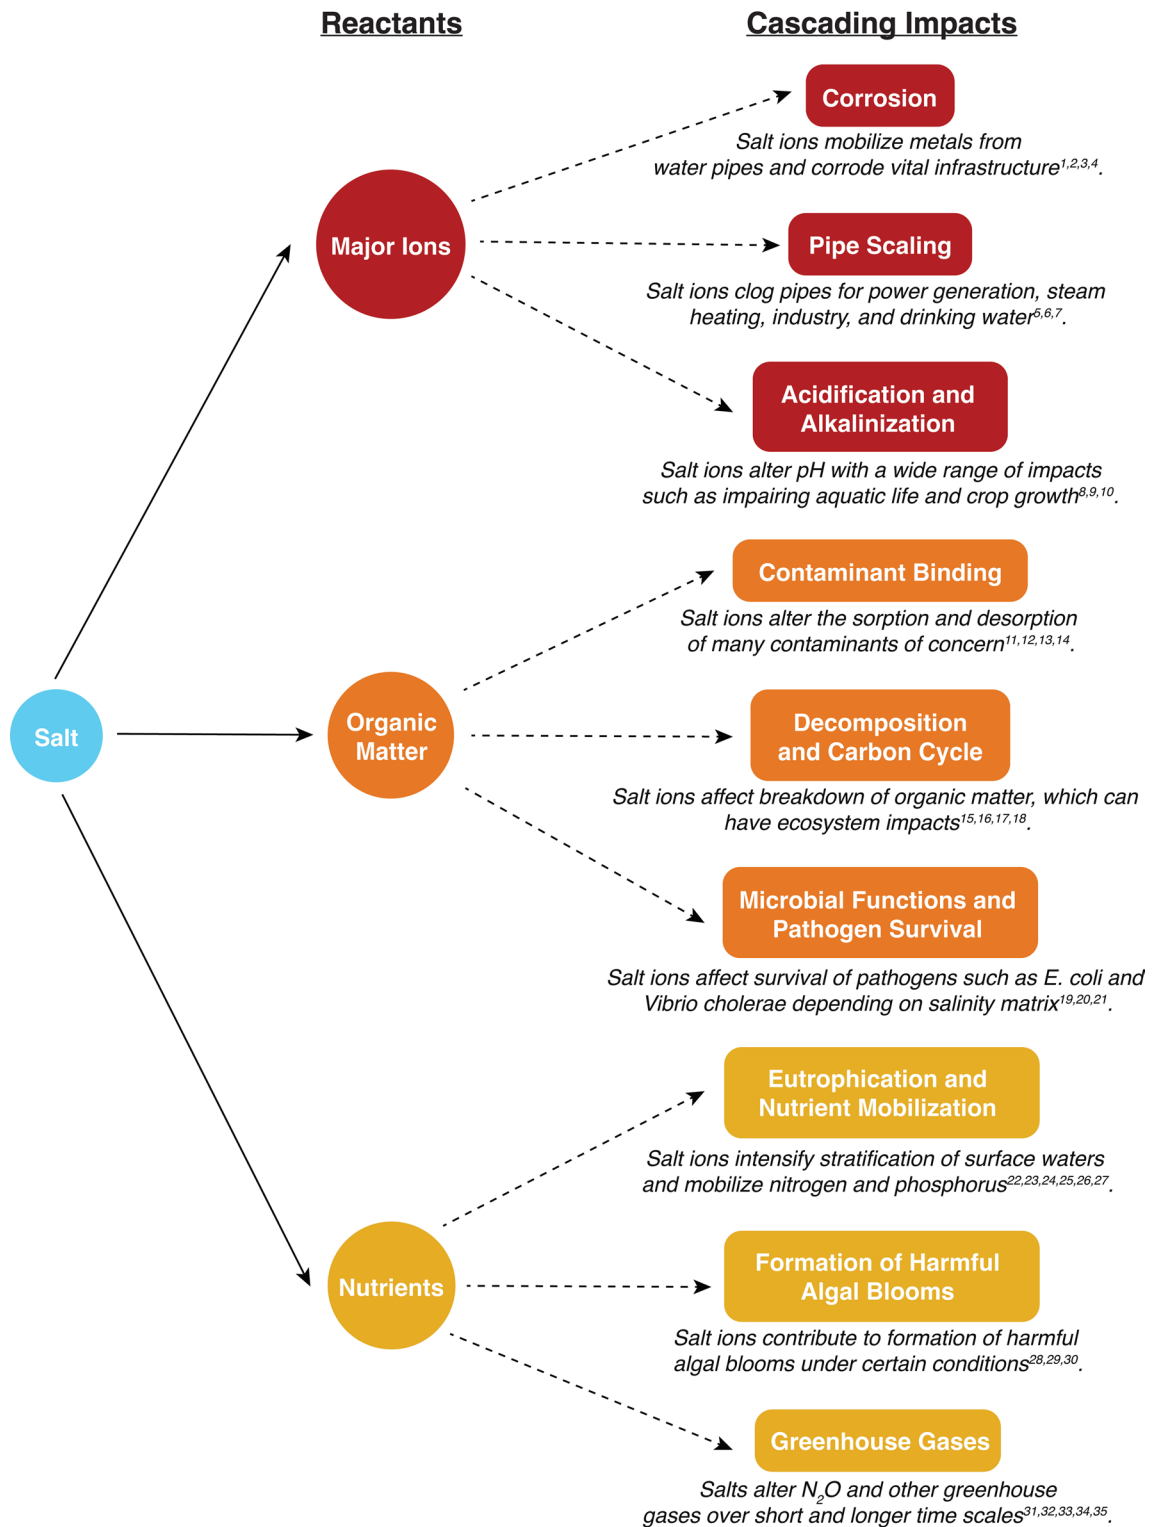 Reactants
Cascading Impacts
Corrosion
Salt ions mobilize metals from
water pipes and corrode vital infrastructure1,2,3,4.
Major Ions
Pipe Scaling
Salt ions clog pipes for power generation, steam
heating, industry, and drinking water5,6,7.
Acidification and
Alkalinization
Salt ions alter pH with a wide range of impacts
such as impairing aquatic life and crop growth8,9,10.
Contaminant Binding
Salt ions alter the sorption and desorption
of many contaminants of concern11,12,13,14.
Salt
Organic
Matter
Decomposition
and Carbon Cycle
Salt ions affect breakdown of organic matter, which can
have ecosystem impacts15,16,17,18.
Microbial Functions and
Pathogen Survival
Salt ions affect survival of pathogens such as E. coli and
Vibrio cholerae depending on salinity matrix19,20,21.
Eutrophication and
Nutrient Mobilization
Salt ions intensify stratification of surface waters
and mobilize nitrogen and phosphorus22,23,24,25,26,27.
Nutrients
Formation of Harmful
Algal Blooms
Salt ions contribute to formation of harmful
algal blooms under certain conditions28,29,30.
Greenhouse Gases
Salts alter N2O and other greenhouse
gases over short and longer time scales31,32,33,34,35.